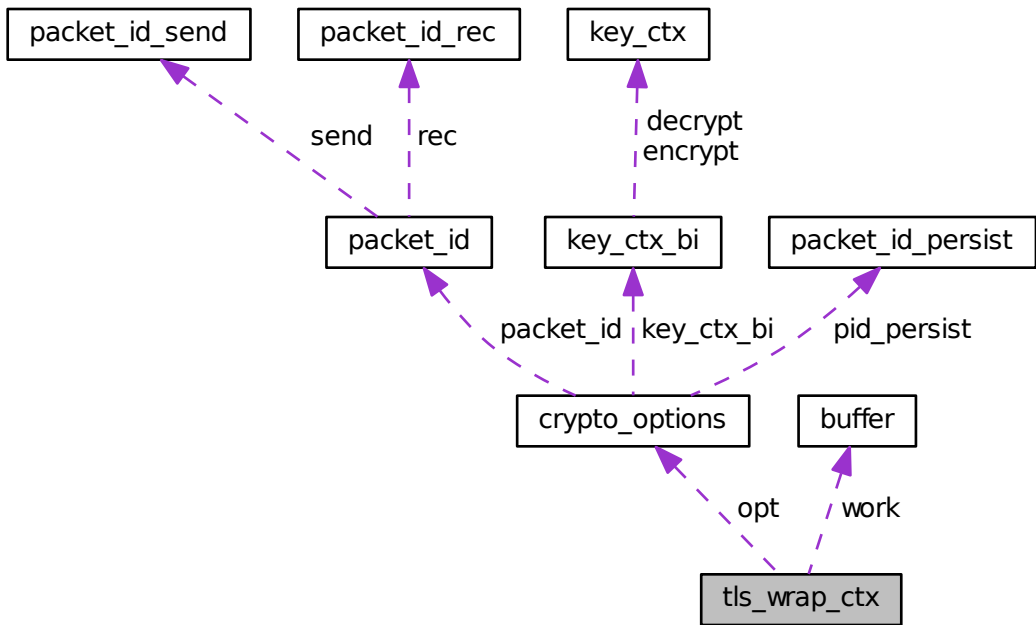 packet_id_send
packet_id_rec
key_ctx
send
rec
decrypt
encrypt
packet_id
key_ctx_bi
packet_id_persist
packet_id
key_ctx_bi
pid_persist
crypto_options
buffer
opt
work
tls_wrap_ctx